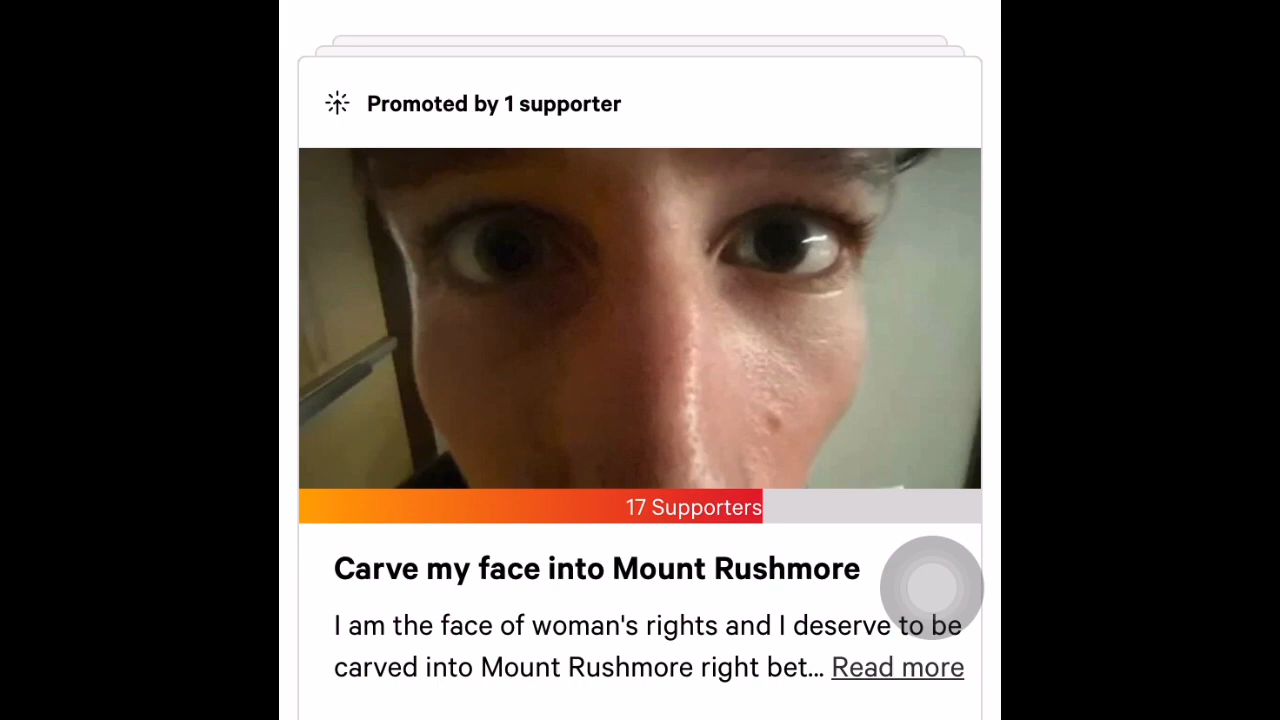 Promoted by 1 supporter
17 Supporters
Carve my face into Mount Rushmore
I am the face of woman's rights and I deserve to be
carved into Mount Rushmore right bet... Read more